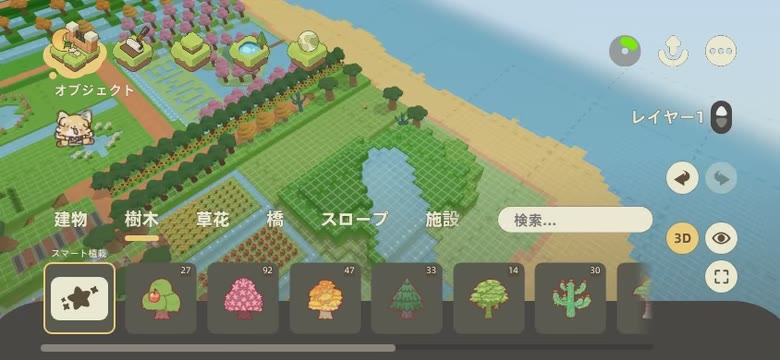 オブジェクト
レイヤー1
建物
樹木
草花
橋
スロープ
施設
検索...
3D
スマート植栽
27
92
47
33
14
30